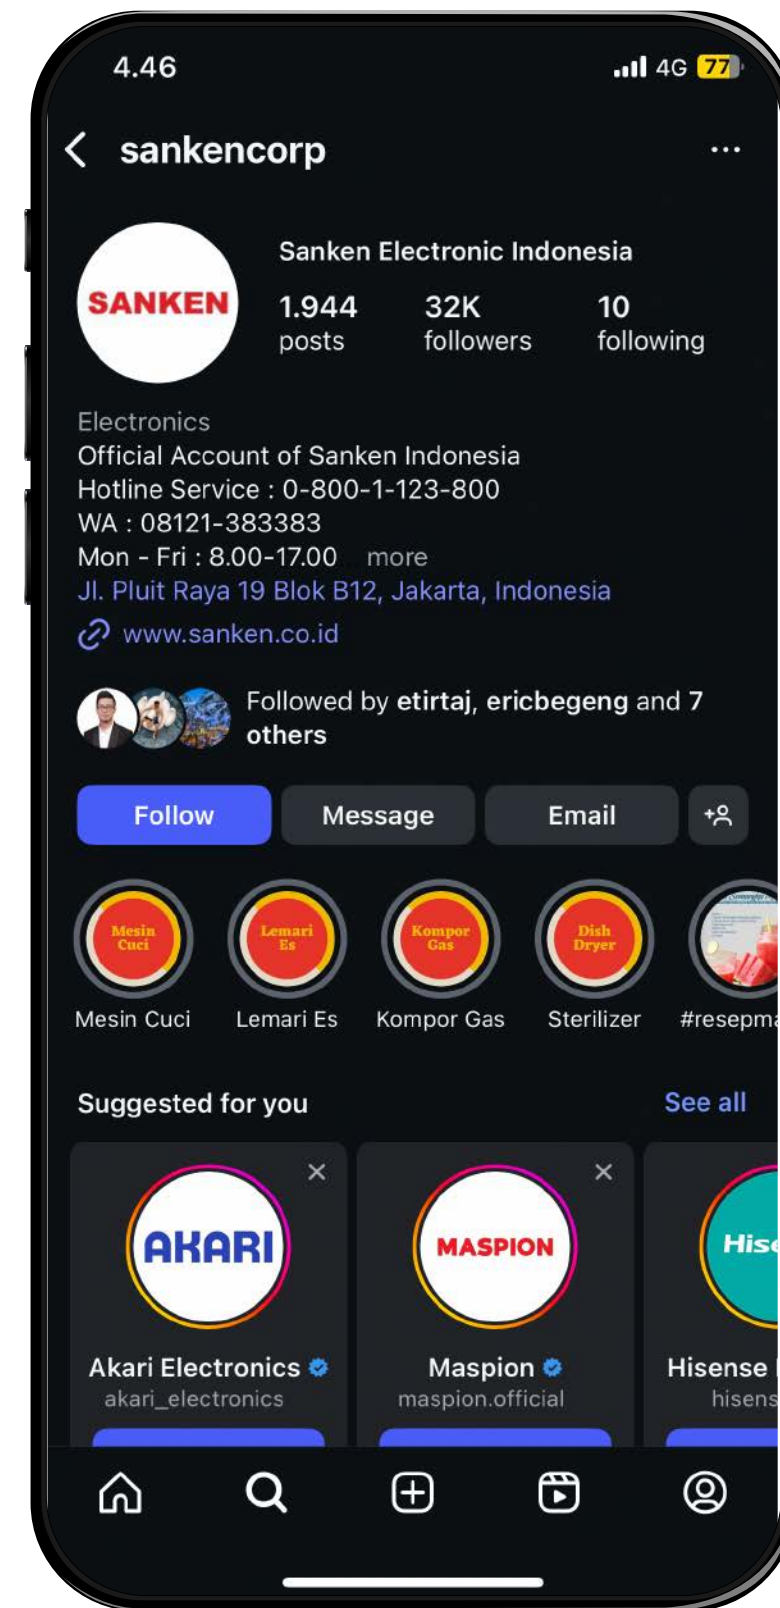 4.46
4G 77
sankencorp
SANKEN
Sanken Electronic Indonesia
1.944 32K 10
posts followers following
Electronics
Official Account of Sanken Indonesia
Hotline Service : 0-800-1-123-800
WA : 08121-383383
Mon - Fri : 8.00-17.00 more
Jl. Pluit Raya 19 Blok B12, Jakarta, Indonesia
www.sanken.co.id
Followed by etirtaj, ericbegeng and 7
others
Follow Message Email
Mesin
Cuci
Lemari
Es
Kompor
Gas
Dish
Dryer
Mesin Cuci Lemari Es Kompor Gas Sterilizer #resepma
Suggested for you See all
AKARI
MASPION
Hise
Akari Electronics Maspion Hisense
akari_electronics maspion.official hisens